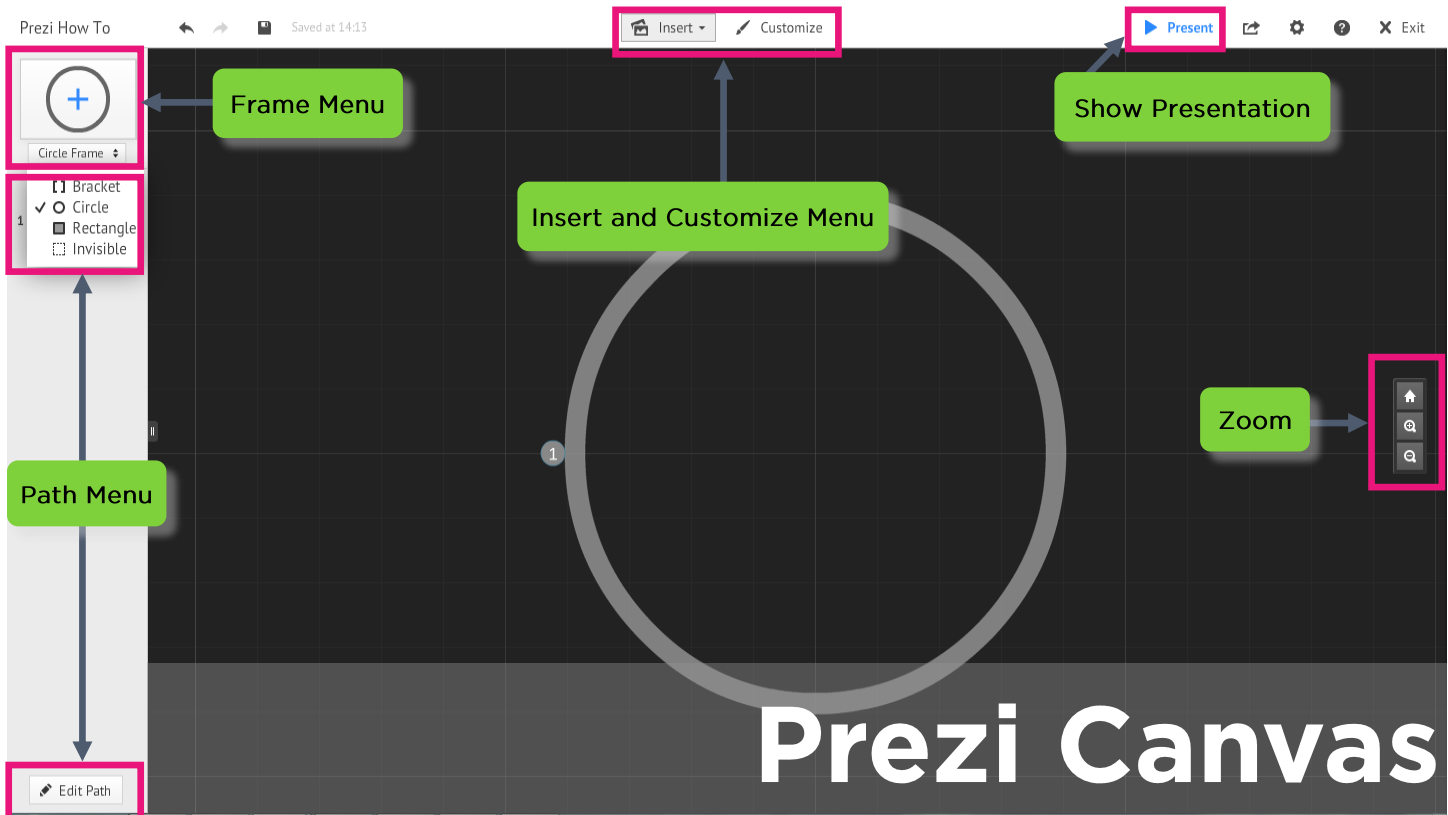 Prezi How To
Saved at 14:13
Insert
Customize
Present
Exit
Frame Menu
Show Presentation
Circle Frame
Bracket
Circle
Rectangle
Invisible
1
Insert and Customize Menu
Zoom
1
Path Menu
Prezi Canvas
Edit Path